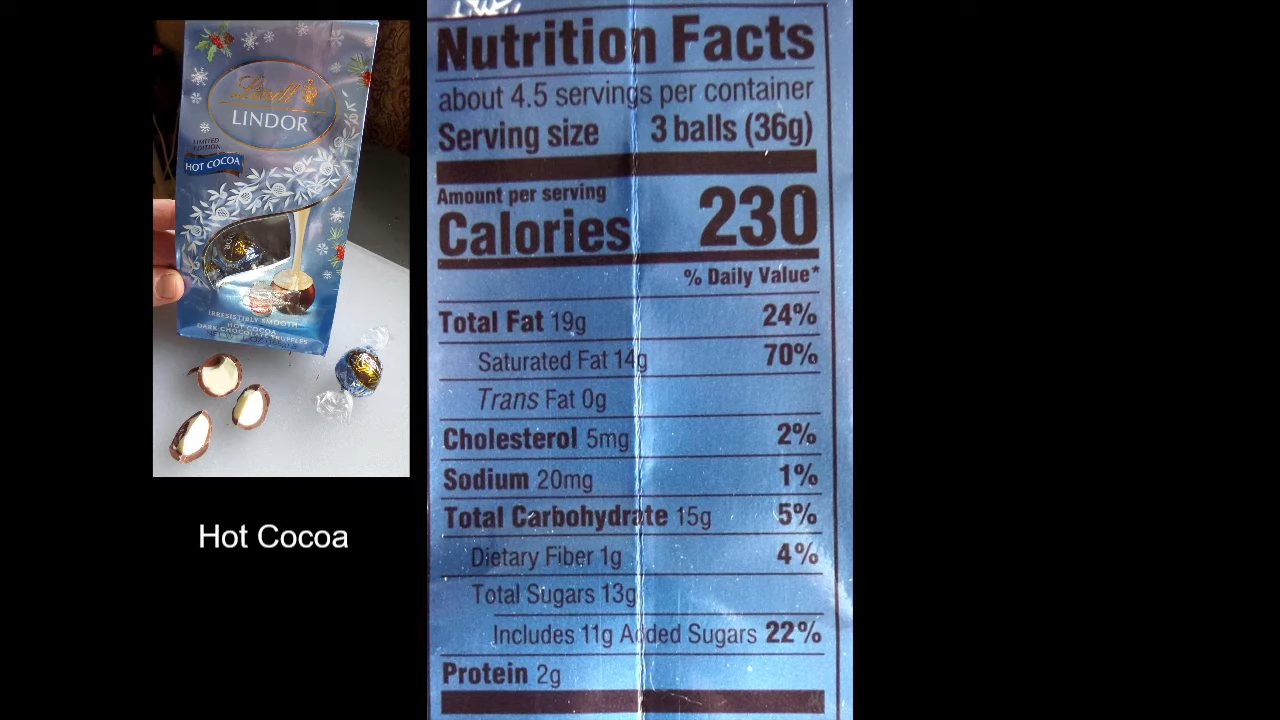 Lindt
LINDOR
LIMITED
EDITION
HOT COCOA
IRRESISTIBLY SMOOTH
HOT COCOA
DARK CHOCOLATE TRUFFLES
Hot Cocoa
Nutrition Facts
about 4.5 servings per container
Serving size 3 balls (36g)
Amount per serving
Calories 230
% Daily Value*
Total Fat 19g 24%
Saturated Fat 14g 70%
Trans Fat 0g
Cholesterol 5mg 2%
Sodium 20mg 1%
Total Carbohydrate 15g 5%
Dietary Fiber 1g 4%
Total Sugars 13g
Includes 11g Added Sugars 22%
Protein 2g